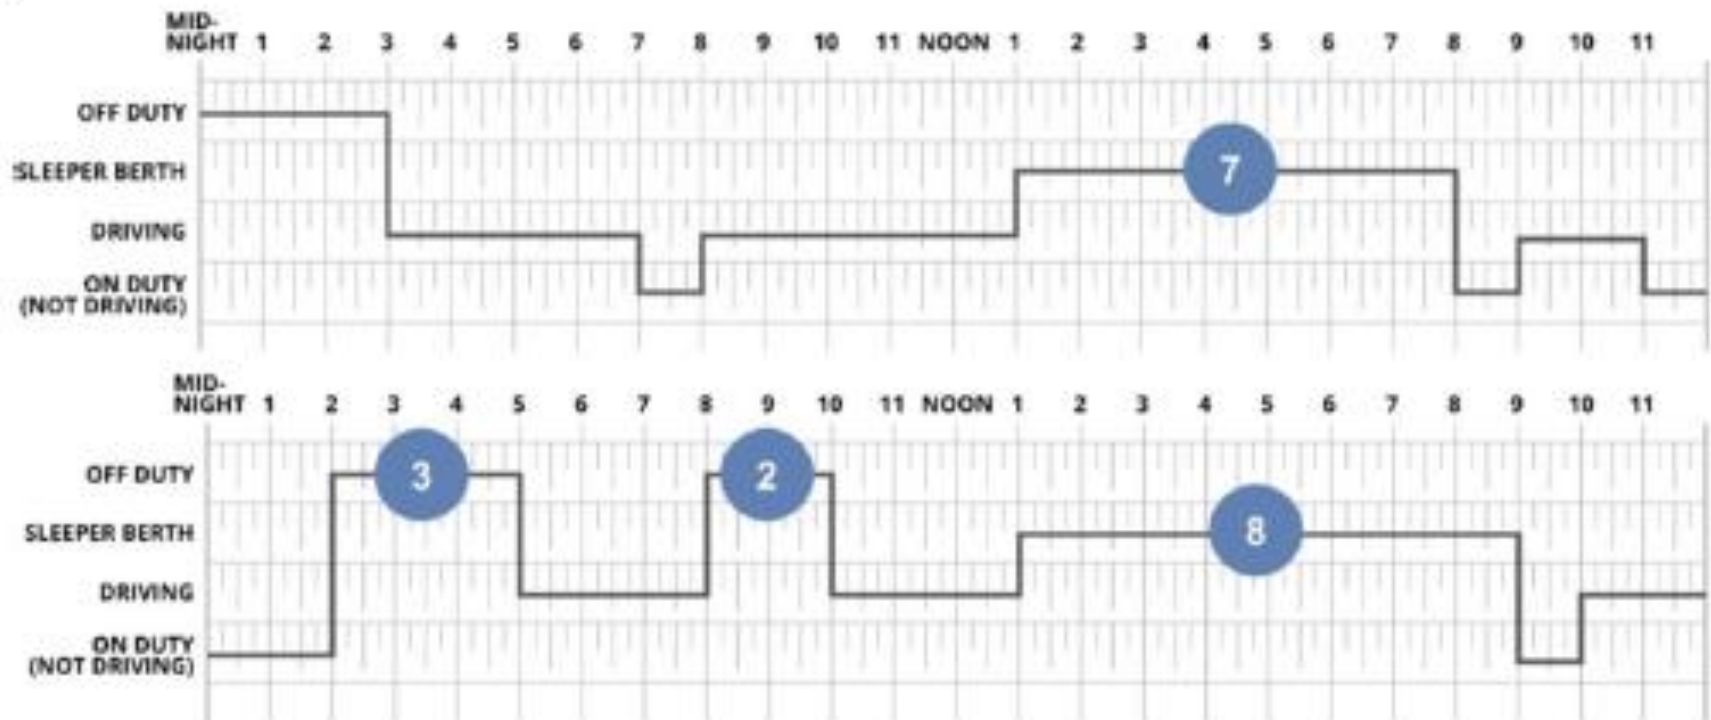 MID-
NIGHT 1 2 3 4 5 6 7 8 9 10 11 NOON 1 2 3 4 5 6 7 8 9 10 11
OFF DUTY
SLEEPER BERTH
7
DRIVING
ON DUTY
(NOT DRIVING)
MID-
NIGHT 1 2 3 4 5 6 7 8 9 10 11 NOON 1 2 3 4 5 6 7 8 9 10 11
OFF DUTY 3 2
SLEEPER BERTH 8
DRIVING
ON DUTY
(NOT DRIVING)